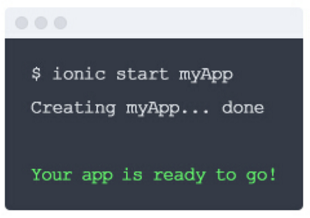 $ ionic start myApp
Creating myApp... done
Your app is ready to go!